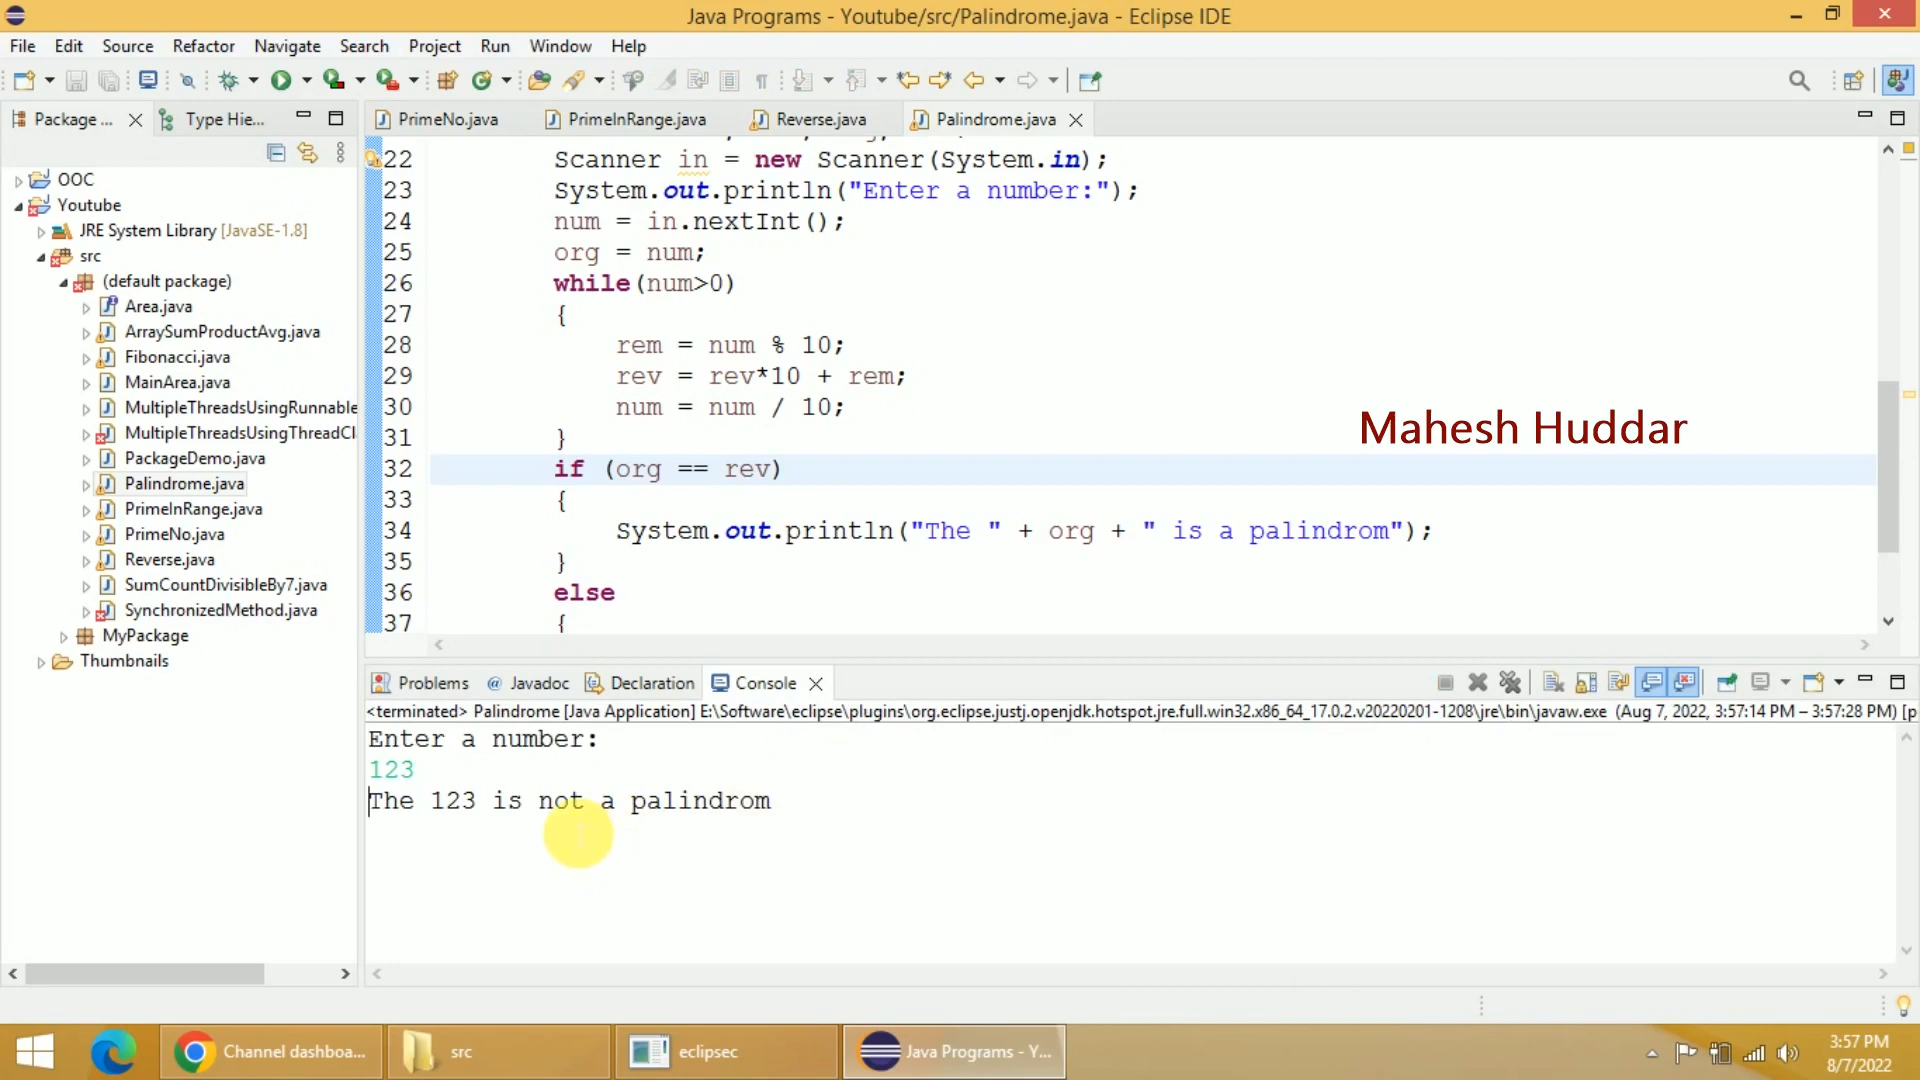 Java Programs - Youtube/src/Palindrome.java - Eclipse IDE
File Edit Source Refactor Navigate Search Project Run Window Help
Package ... Type Hie...
PrimeNo.java PrimeInRange.java Reverse.java Palindrome.java
OOC
Youtube
JRE System Library [JavaSE-1.8]
src
(default package)
Area.java
ArraySumProductAvg.java
Fibonacci.java
MainArea.java
MultipleThreadsUsingRunnable
MultipleThreadsUsingThreadCl
PackageDemo.java
Palindrome.java
PrimeInRange.java
PrimeNo.java
Reverse.java
SumCountDivisibleBy7.java
SynchronizedMethod.java
MyPackage
Thumbnails
22 Scanner in = new Scanner(System.in);
23 System.out.println("Enter a number:");
24 num = in.nextInt();
25 org = num;
26 while(num>0)
27 {
28 rem = num % 10;
29 rev = rev*10 + rem;
30 num = num / 10;
31 }
32 if (org == rev)
33 {
34 System.out.println("The " + org + " is a palindrom");
35 }
36 else
37 {
Mahesh Huddar
Problems @ Javadoc Declaration Console
<terminated> Palindrome [Java Application] E:\Software\eclipse\plugins\org.eclipse.justj.openjdk.hotspot.jre.full.win32.x86_64_17.0.2.v20220201-1208\jre\bin\javaw.exe (Aug 7, 2022, 3:57:14 PM – 3:57:28 PM) [p
Enter a number:
123
The 123 is not a palindrom
Channel dashboa... src eclipsec Java Programs - Y...
3:57 PM
8/7/2022